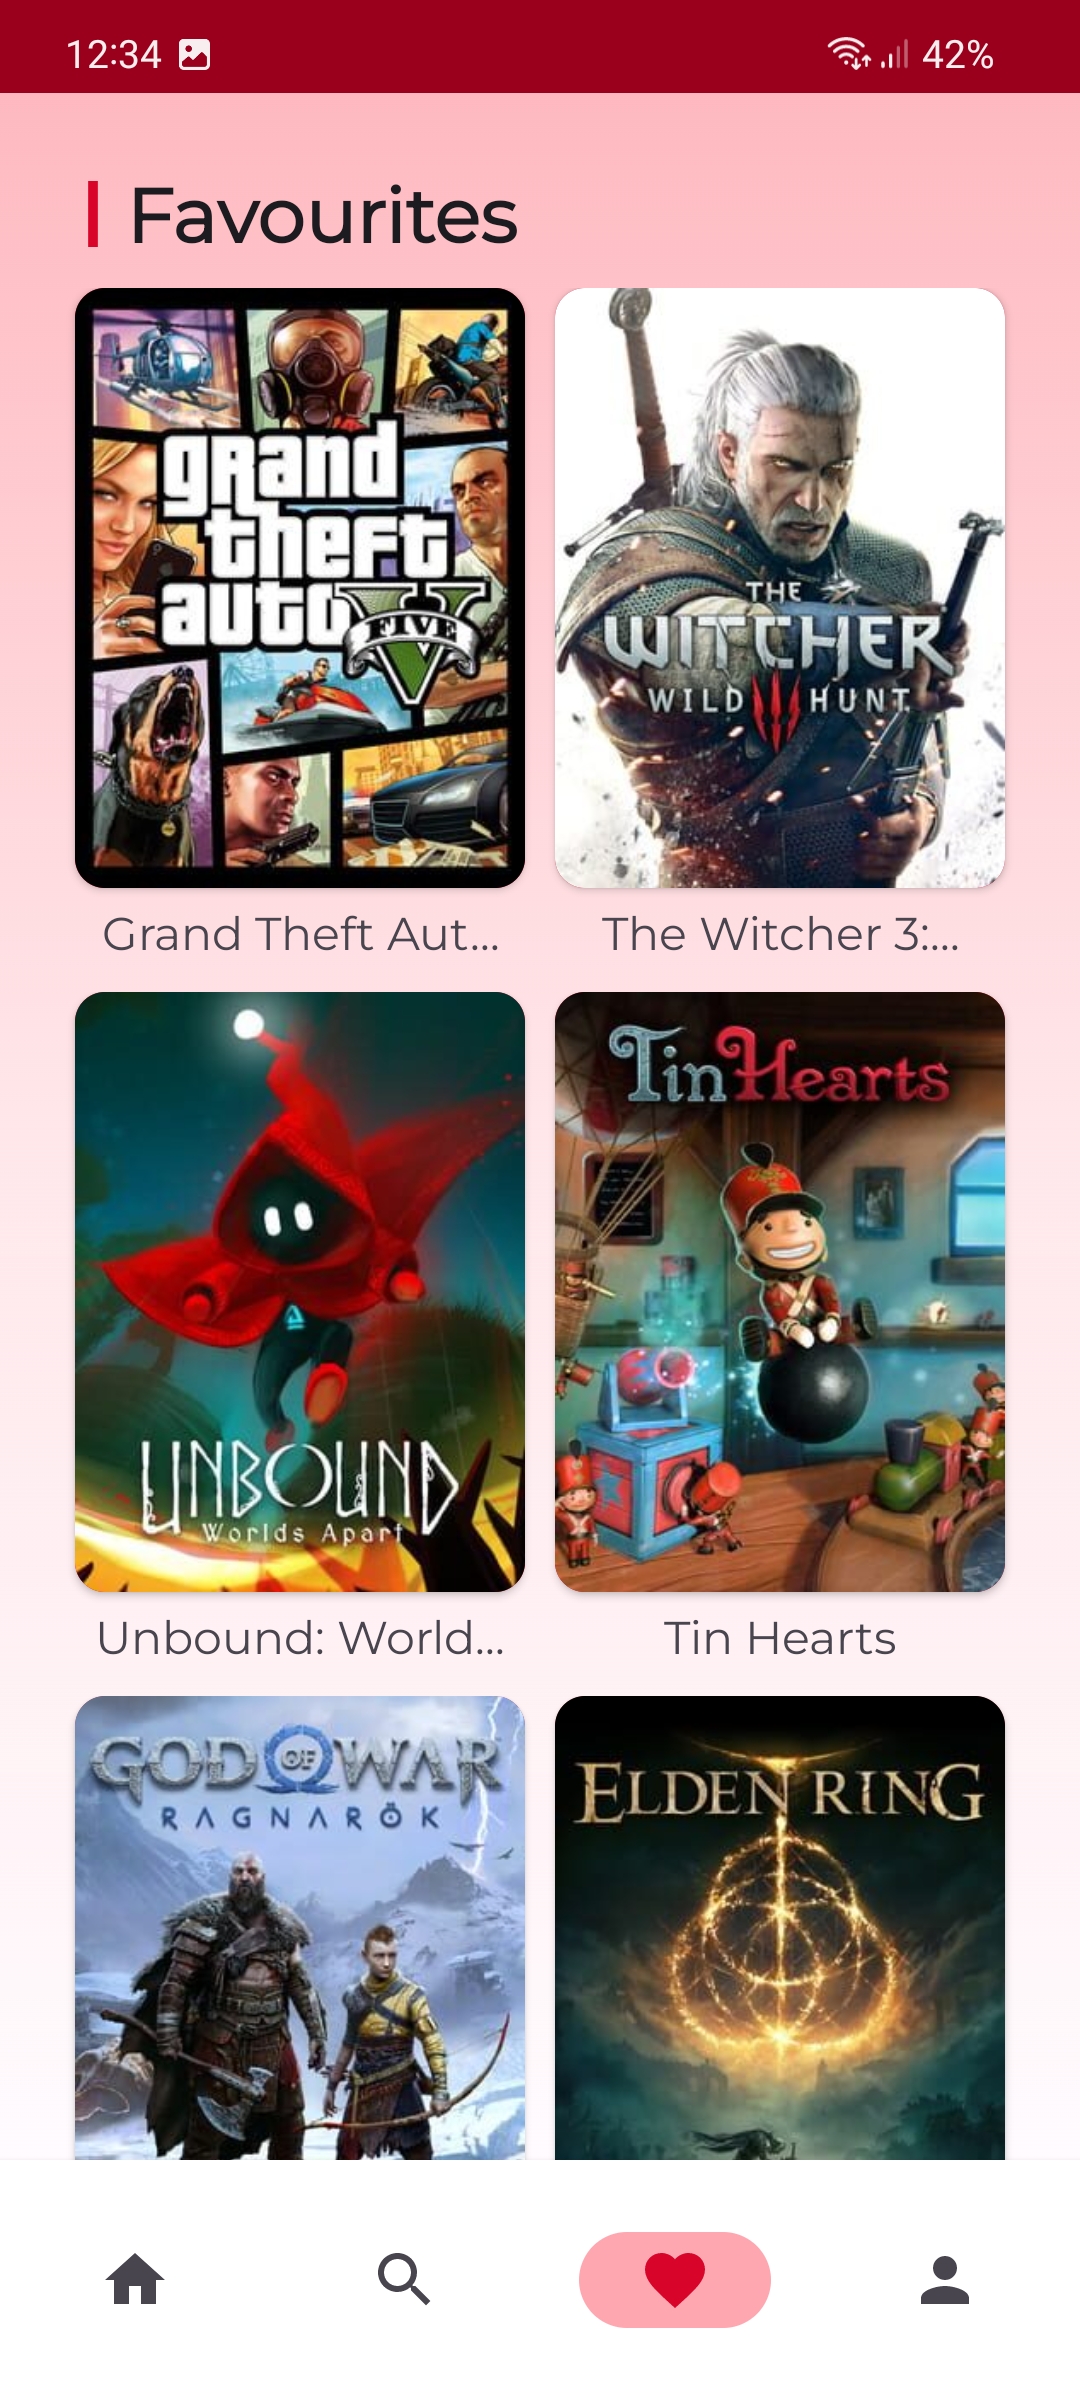 12:34
42%
Favourites
grand
theft
auto
FIVE
THE
WITCHER
WILD HUNT
Grand Theft Aut...
The Witcher 3:...
UNBOUND
Worlds Apart
Tin Hearts
Unbound: World...
Tin Hearts
GOD OF WAR
RAGNARÖK
ELDEN RING